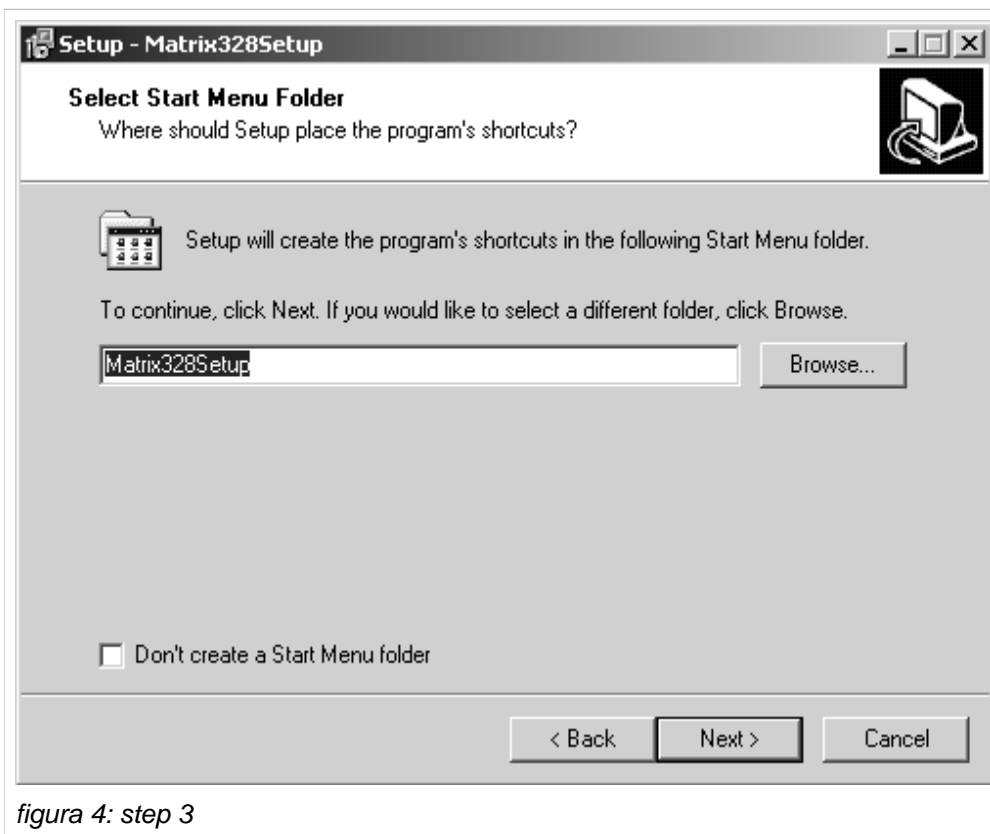 Setup - Matrix328Setup
Select Start Menu Folder
Where should Setup place the program's shortcuts?
Setup will create the program's shortcuts in the following Start Menu folder.
To continue, click Next. If you would like to select a different folder, click Browse.
Matrix328Setup
Browse...
Don't create a Start Menu folder
< Back
Next >
Cancel
figura 4: step 3